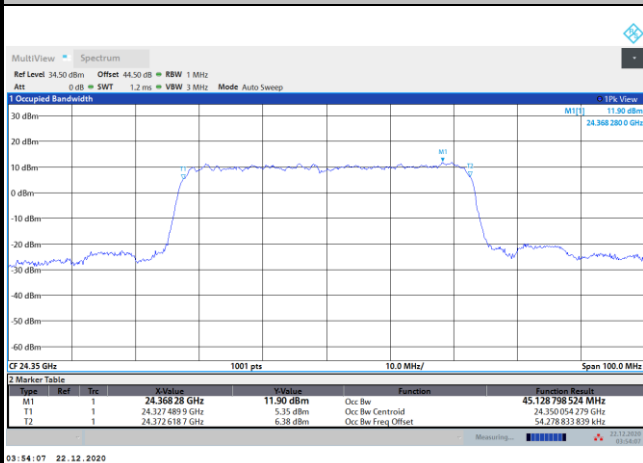 MultiView Spectrum
Ref Level 34.50 dBm Offset 44.50 dB RBW 1 MHz
Att 0 dB SWT 1.2 ms VBW 3 MHz Mode Auto Sweep
1 Occupied Bandwidth 1Pk View
M1[1] 11.90 dBm
24.368 280 0 GHz
30 dBm
20 dBm
M1
T1 T2
10 dBm
0 dBm
-10 dBm
-20 dBm
-30 dBm
-40 dBm
-50 dBm
-60 dBm
CF 24.35 GHz 1001 pts 10.0 MHz/ Span 100.0 MHz
2 Marker Table
Type Ref Trc X-Value Y-Value Function Function Result
M1 1 24.368 28 GHz 11.90 dBm Occ Bw 45.128 798 524 MHz
T1 1 24.327 489 9 GHz 5.35 dBm Occ Bw Centroid 24.350 054 279 GHz
T2 1 24.372 618 7 GHz 6.38 dBm Occ Bw Freq Offset 54.278 833 839 kHz
Measuring... 22.12.2020
03:54:07
03:54:07 22.12.2020